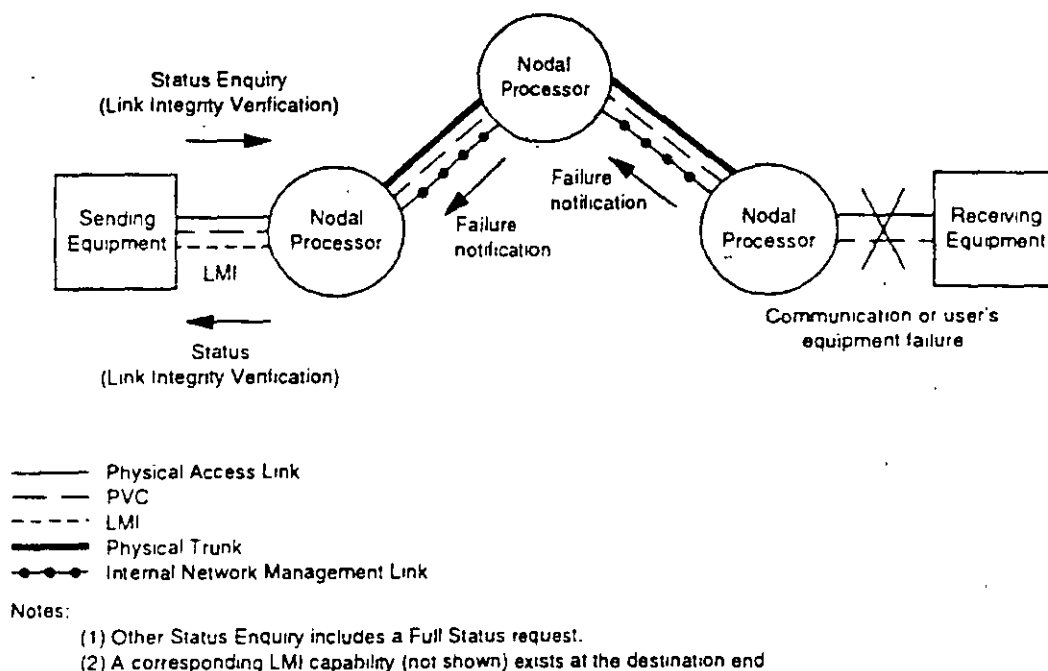 Status Enquiry
(Link Integrity Verification)
Nodal
Processor
Sending
Equipment
LMI
Nodal
Processor
Failure
notification
Failure
notification
Nodal
Processor
Receiving
Equipment
Status
(Link Integrity Verification)
Communication or user's
equipment failure
Physical Access Link
PVC
LMI
Physical Trunk
Internal Network Management Link
Notes:
(1) Other Status Enquiry includes a Full Status request.
(2) A corresponding LMI capability (not shown) exists at the destination end